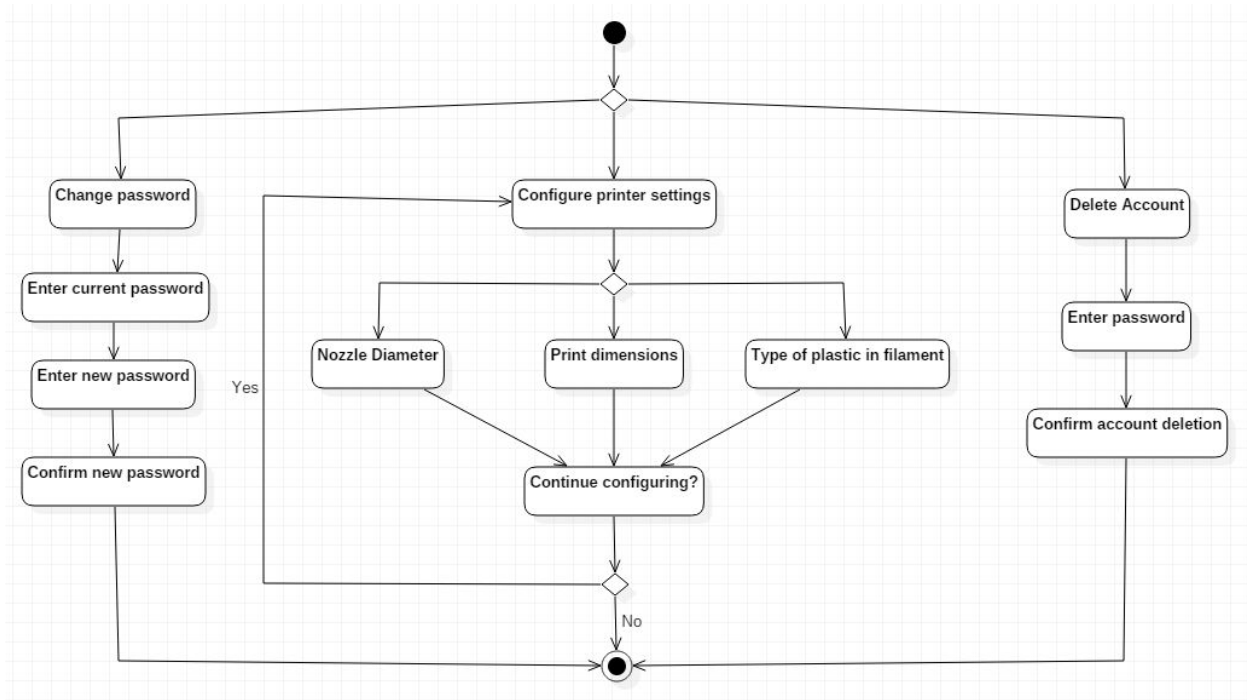 Change password
Configure printer settings
Delete Account
Enter current password
Enter password
Nozzle Diameter
Print dimensions
Type of plastic in filament
Enter new password
Yes
Confirm account deletion
Confirm new password
Continue configuring?
No